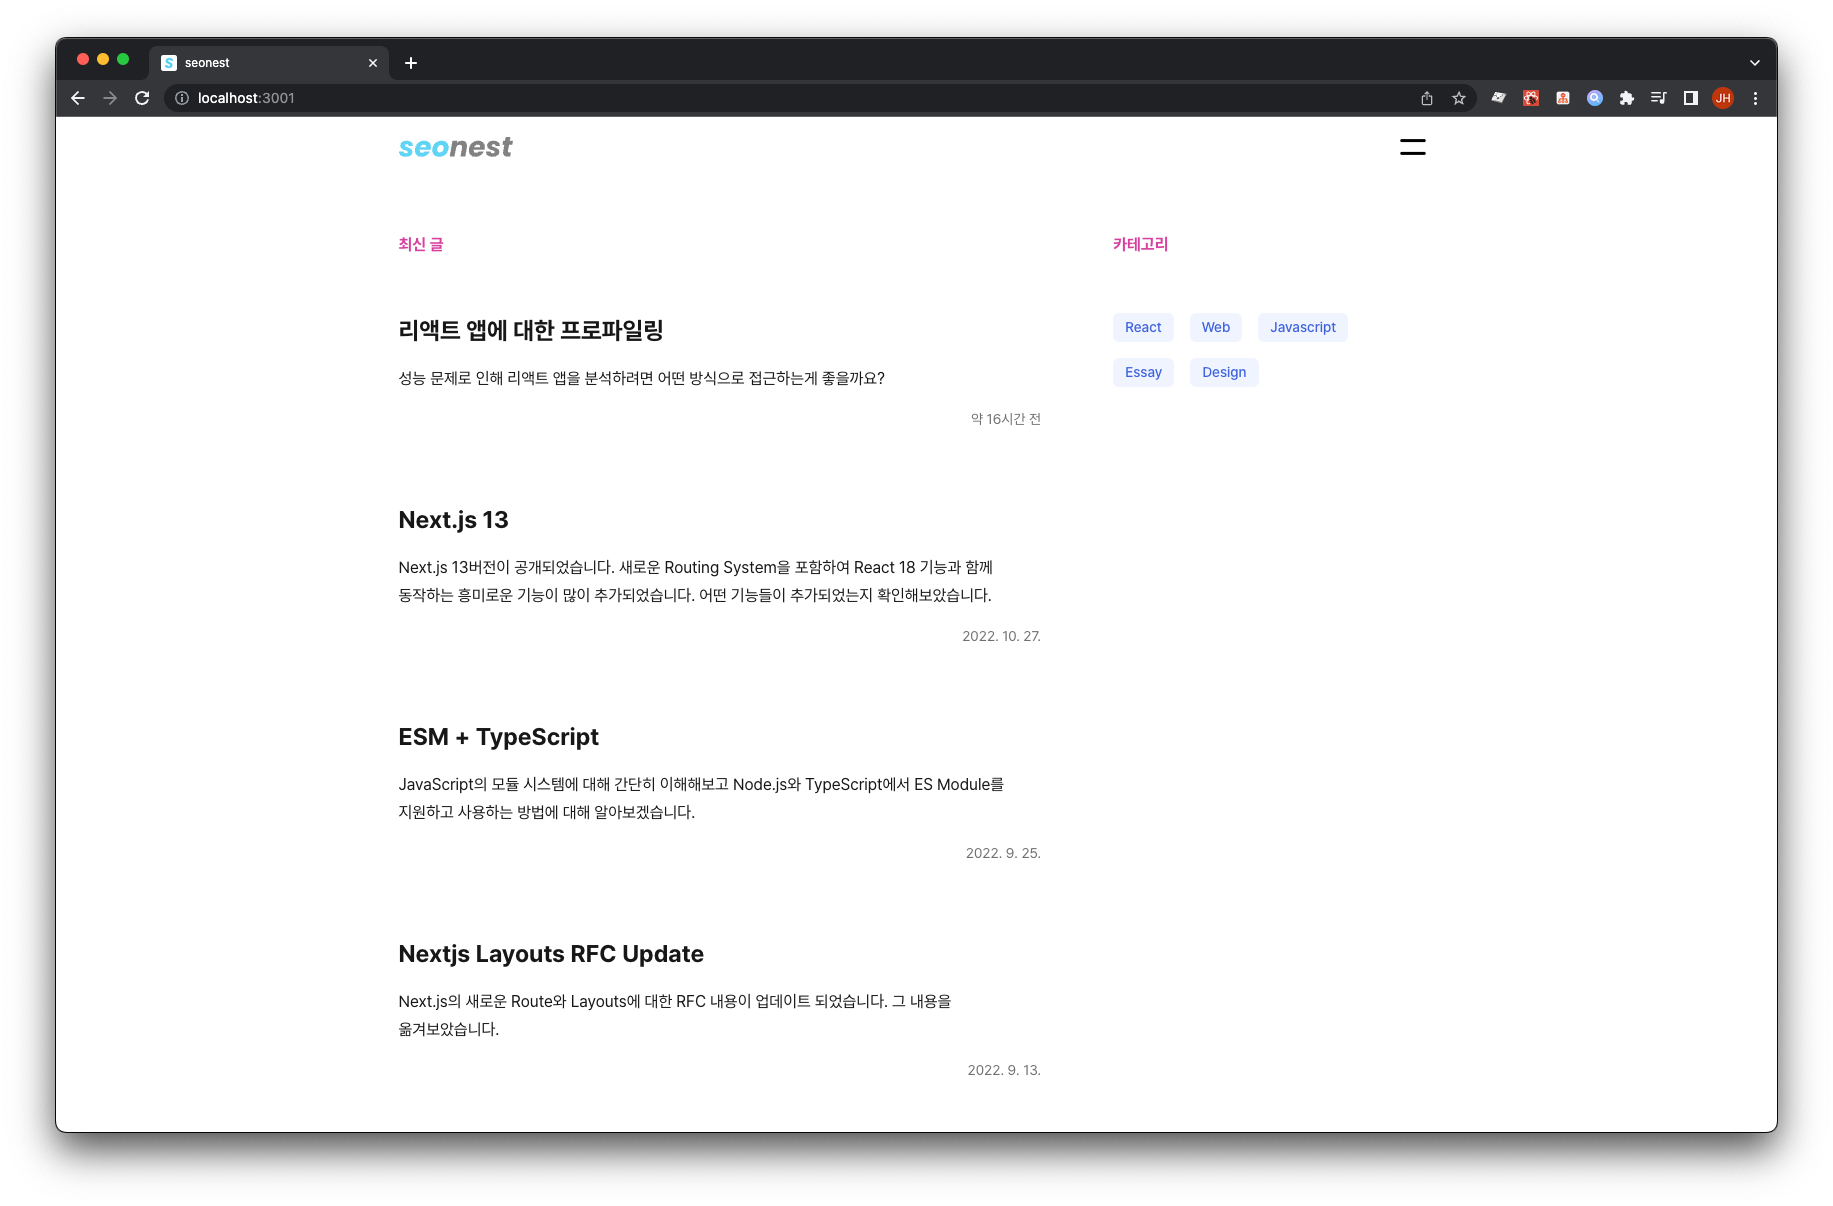 seonest
localhost:3001
JH
seonest
최신 글
카테고리
리액트 앱에 대한 프로파일링
성능 문제로 인해 리액트 앱을 분석하려면 어떤 방식으로 접근하는게 좋을까요?
약 16시간 전
React
Web
Javascript
Essay
Design
Next.js 13
Next.js 13버전이 공개되었습니다. 새로운 Routing System을 포함하여 React 18 기능과 함께
동작하는 흥미로운 기능이 많이 추가되었습니다. 어떤 기능들이 추가되었는지 확인해보았습니다.
2022. 10. 27.
ESM + TypeScript
JavaScript의 모듈 시스템에 대해 간단히 이해해보고 Node.js와 TypeScript에서 ES Module를
지원하고 사용하는 방법에 대해 알아보겠습니다.
2022. 9. 25.
Nextjs Layouts RFC Update
Next.js의 새로운 Route와 Layouts에 대한 RFC 내용이 업데이트 되었습니다. 그 내용을
옮겨보았습니다.
2022. 9. 13.